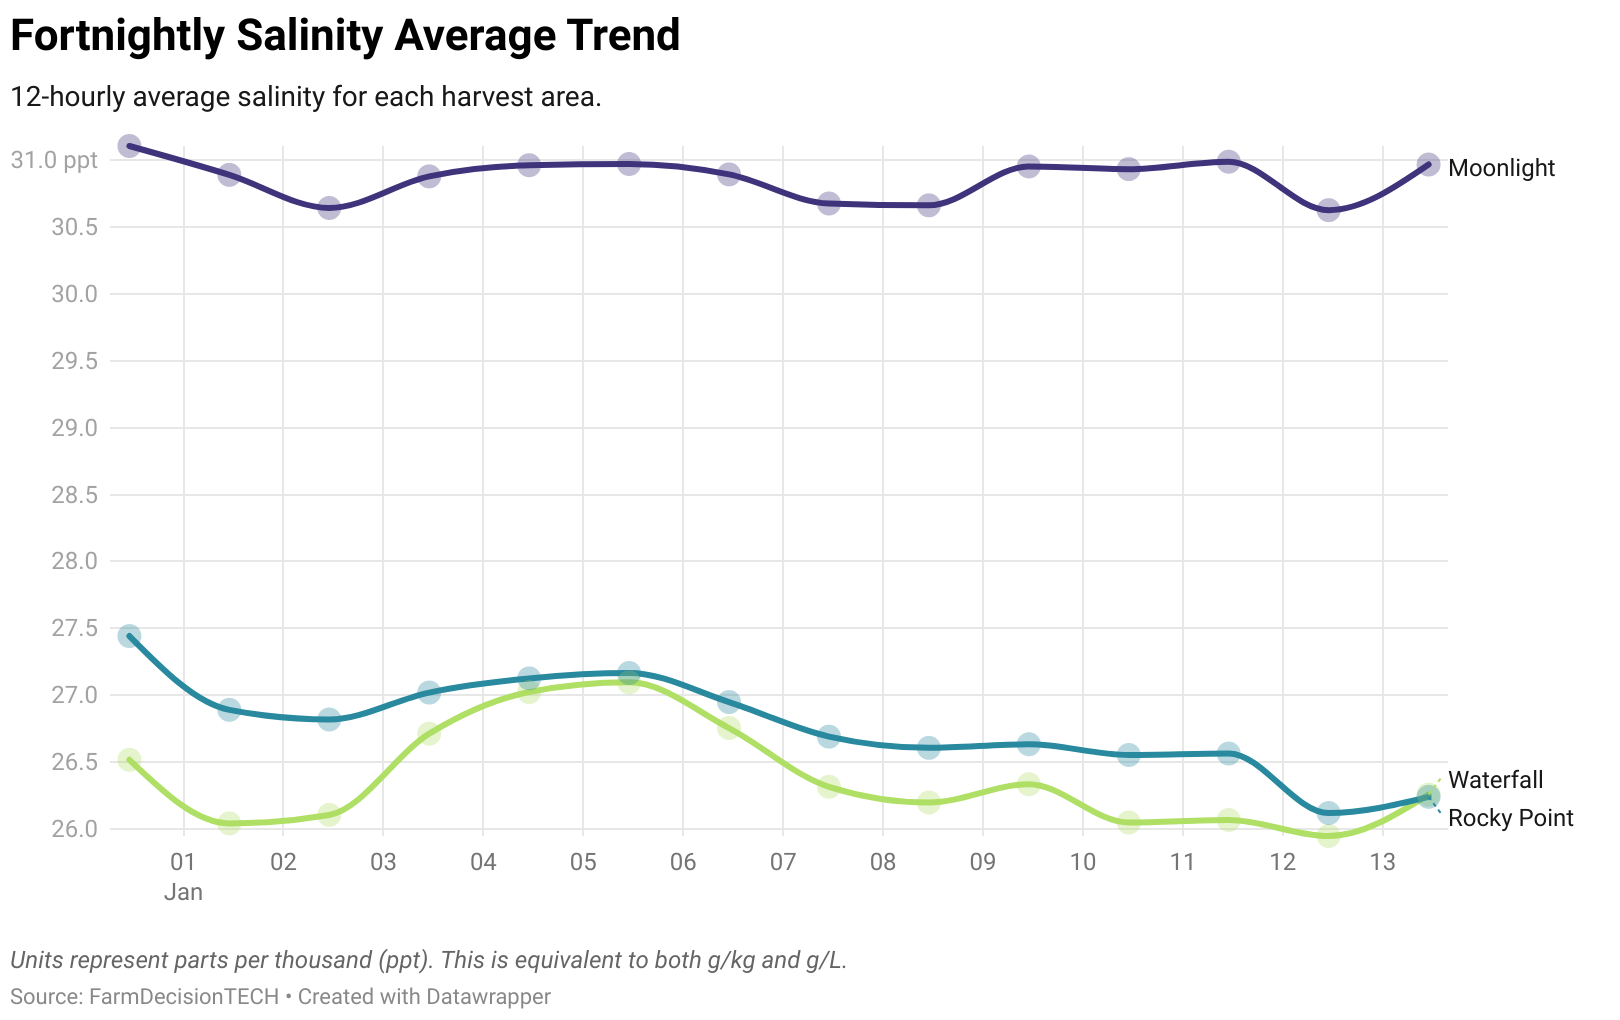 Fortnightly Salinity Average Trend
12-hourly average salinity for each harvest area.
31.0 ppt
30.5
30.0
29.5
29.0
28.5
28.0
27.5
27.0
26.5
26.0
Moonlight
Waterfall
Rocky Point
01 02 03 04 05 06 07 08 09 10 11 12 13
Jan
Units represent parts per thousand (ppt). This is equivalent to both g/kg and g/L.
Source: FarmDecisionTECH • Created with Datawrapper